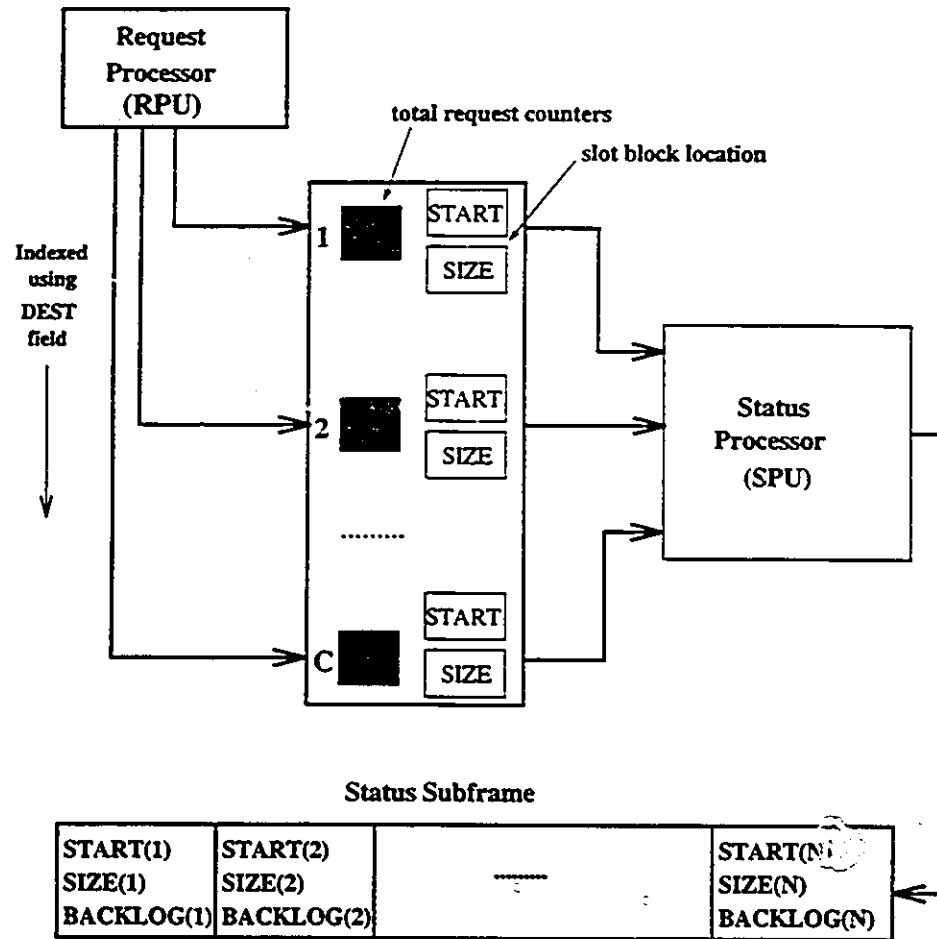 Request
Processor
(RPU)
total request counters
slot block location
Indexed
using
DEST
field
1
START
SIZE
2
START
SIZE
C
START
SIZE
Status
Processor
(SPU)
Status Subframe
START(1)
SIZE(1)
BACKLOG(1)
START(2)
SIZE(2)
BACKLOG(2)
START(N)
SIZE(N)
BACKLOG(N)